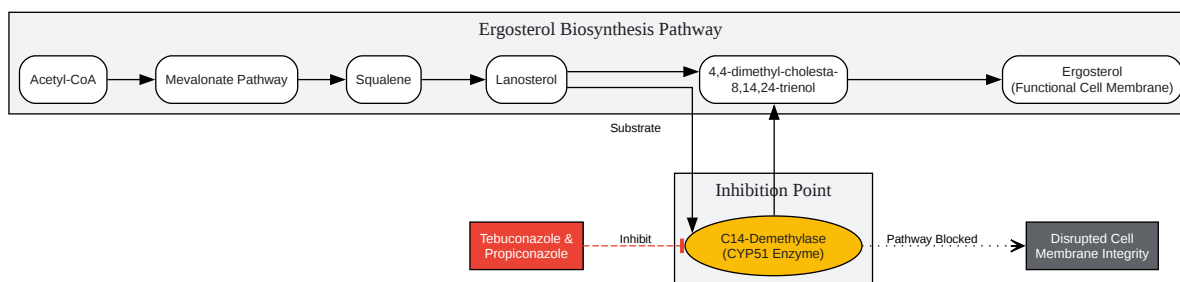 Ergosterol Biosynthesis Pathway
Acetyl-CoA
Mevalonate Pathway
Squalene
Lanosterol
4,4-dimethyl-cholesta-
8,14,24-trienol
Ergosterol
(Functional Cell Membrane)
Substrate
Inhibition Point
Tebuconazole &
Propiconazole
Inhibit
C14-Demethylase
(CYP51 Enzyme)
Pathway Blocked
Disrupted Cell
Membrane Integrity